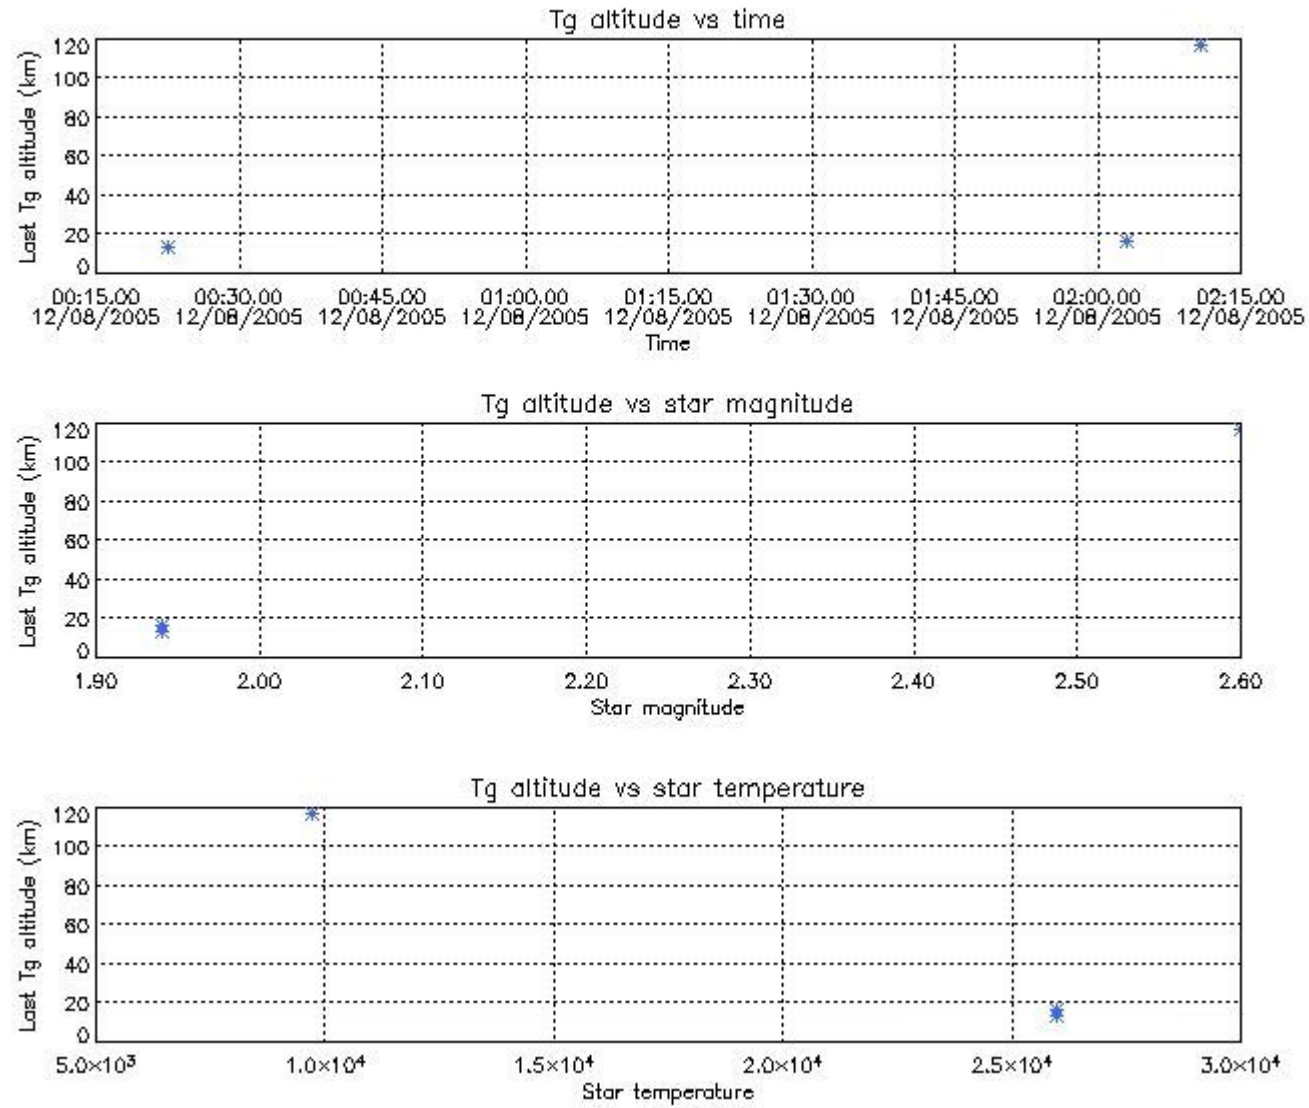 Tg altitude vs time
Last Tg altitude (km)
120
100
80
60
40
20
0
00:15.00 00:30.00 00:45.00 01:00.00 01:15.00 01:30.00 01:45.00 02:00.00 02:15.00
12/08/2005 12/08/2005 12/08/2005 12/08/2005 12/08/2005 12/08/2005 12/08/2005 12/08/2005 12/08/2005
Time
Tg altitude vs star magnitude
Last Tg altitude (km)
120
100
80
60
40
20
0
1.90 2.00 2.10 2.20 2.30 2.40 2.50 2.60
Star magnitude
Tg altitude vs star temperature
Last Tg altitude (km)
120
100
80
60
40
20
0
5.0×10³ 1.0×10⁴ 1.5×10⁴ 2.0×10⁴ 2.5×10⁴ 3.0×10⁴
Star temperature